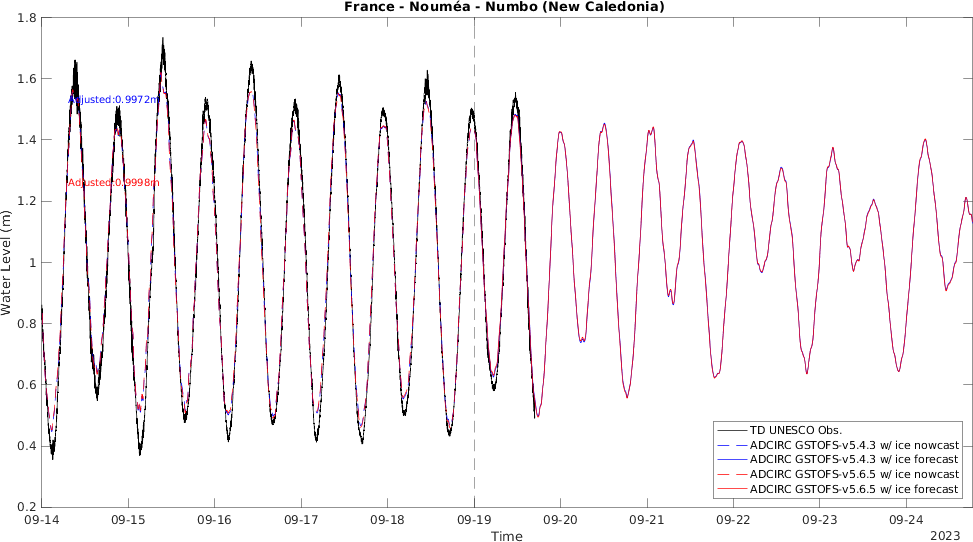 France - Nouméa - Numbo (New Caledonia)
1.8
1.6
1.4
1.2
1
0.8
0.6
0.4
0.2
Water Level (m)
Adjusted:0.9972m
Adjusted:0.9998m
TD UNESCO Obs.
ADCIRC GSTOFS-v5.4.3 w/ ice nowcast
ADCIRC GSTOFS-v5.4.3 w/ ice forecast
ADCIRC GSTOFS-v5.6.5 w/ ice nowcast
ADCIRC GSTOFS-v5.6.5 w/ ice forecast
09-14 09-15 09-16 09-17 09-18 09-19 09-20 09-21 09-22 09-23 09-24
Time
2023